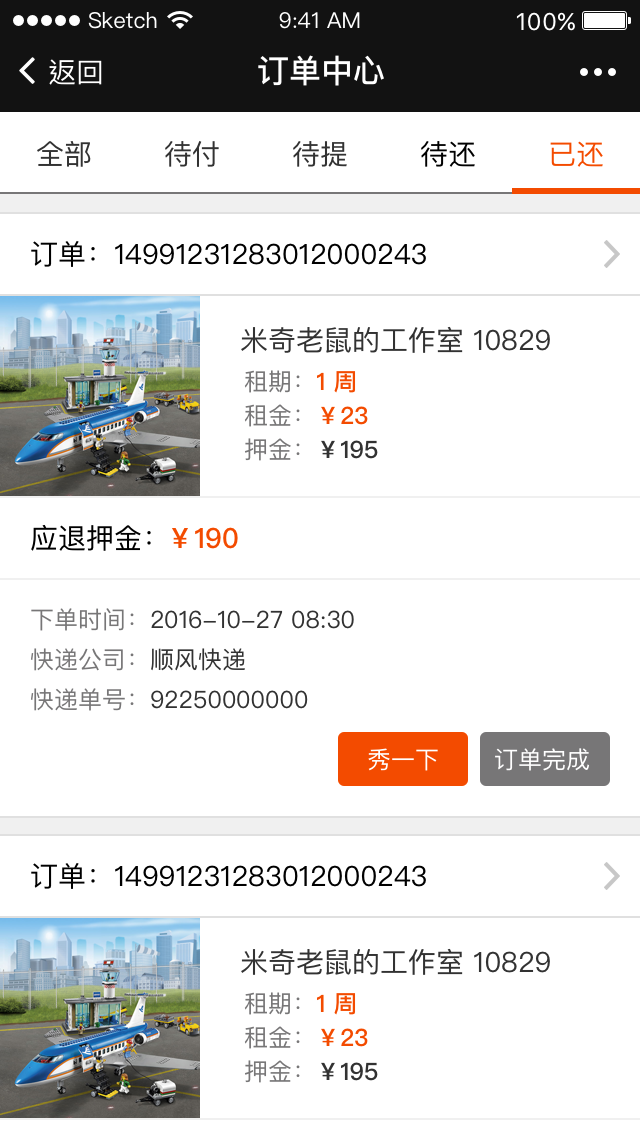 Sketch 9:41 AM 100%
返回 订单中心
全部 待付 待提 待还 已还
订单：14991231283012000243
米奇老鼠的工作室 10829
租期：1 周
租金：¥ 23
押金：¥ 195
应退押金：¥ 190
下单时间：2016-10-27 08:30
快递公司：顺风快递
快递单号：92250000000
秀一下 订单完成
订单：14991231283012000243
米奇老鼠的工作室 10829
租期：1 周
租金：¥ 23
押金：¥ 195